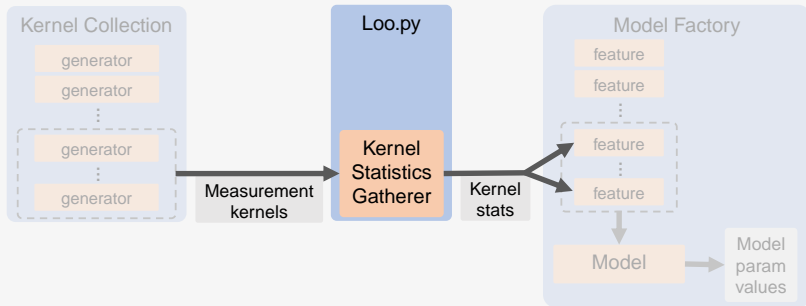 Kernel Collection
generator
generator
generator
generator
Measurement
kernels
Loo.py
Kernel
Statistics
Gatherer
Kernel
stats
Model Factory
feature
feature
feature
feature
Model
Model
param
values